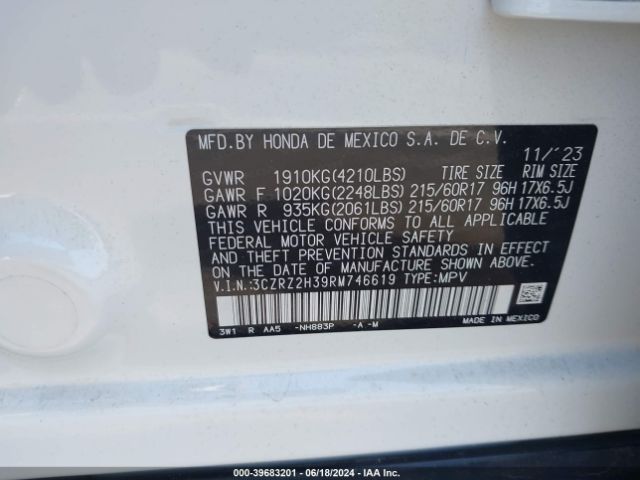 MFD.BY HONDA DE MEXICO S.A. DE C.V.
11/'23
GVWR 1910KG(4210LBS) TIRE SIZE RIM SIZE
GAWR F 1020KG(2248LBS) 215/60R17 96H 17X6.5J
GAWR R 935KG(2061LBS) 215/60R17 96H 17X6.5J
THIS VEHICLE CONFORMS TO ALL APPLICABLE
FEDERAL MOTOR VEHICLE SAFETY
AND THEFT PREVENTION STANDARDS IN EFFECT
ON THE DATE OF MANUFACTURE SHOWN ABOVE.
V.I.N.:3CZRZ2H39RM746619 TYPE:MPV
3W1 R AA5 -NH883P -A -M MADE IN MEXICO
000-39683201 - 06/18/2024 - IAA Inc.